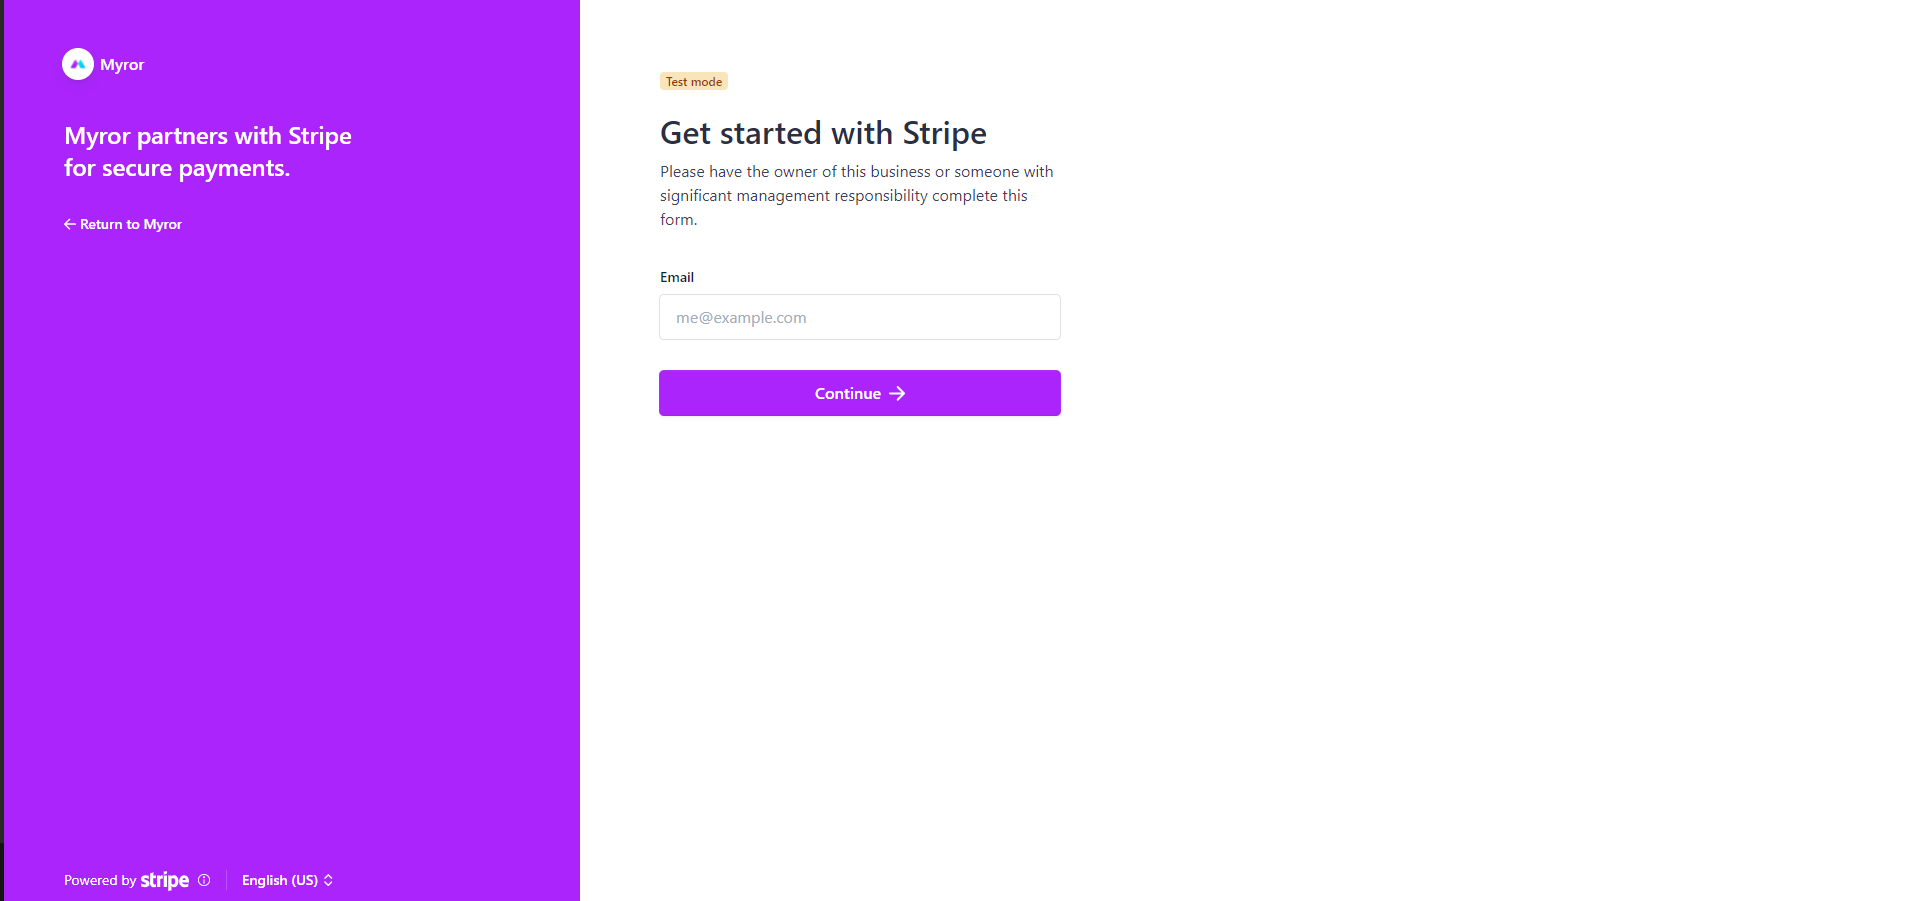 Myror
Myror partners with Stripe
for secure payments.
Return to Myror
Powered by stripe
English (US)
Test mode
Get started with Stripe
Please have the owner of this business or someone with
significant management responsibility complete this
form.
Email
me@example.com
Continue